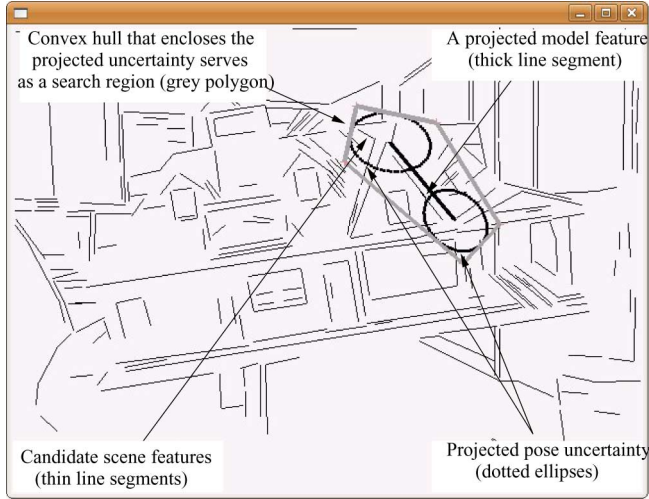 Convex hull that encloses the
projected uncertainty serves
as a search region (grey polygon)
A projected model feature
(thick line segment)
Candidate scene features
(thin line segments)
Projected pose uncertainty
(dotted ellipses)